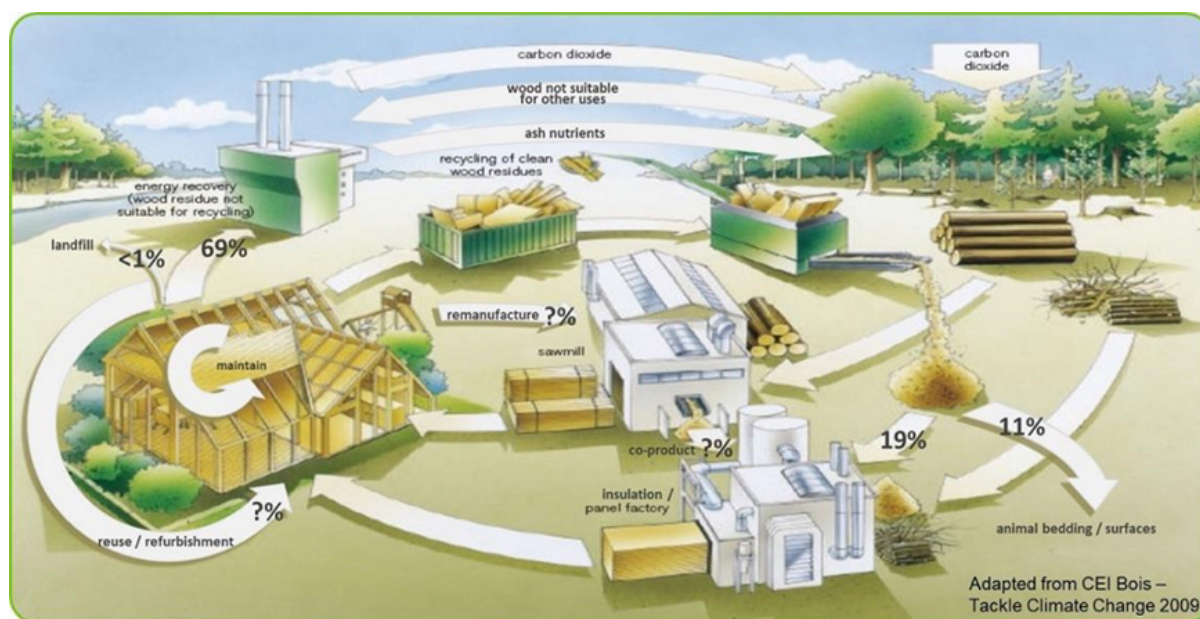 carbon dioxide
carbon
dioxide
wood not suitable
for other uses
ash nutrients
recycling of clean
wood residues
energy recovery
(wood residue not
suitable for recycling)
landfill
<1%
69%
remanufacture ?%
sawmill
maintain
co-product ?%
19%
11%
insulation /
panel factory
?%
reuse / refurbishment
animal bedding / surfaces
Adapted from CEI Bois –
Tackle Climate Change 2009